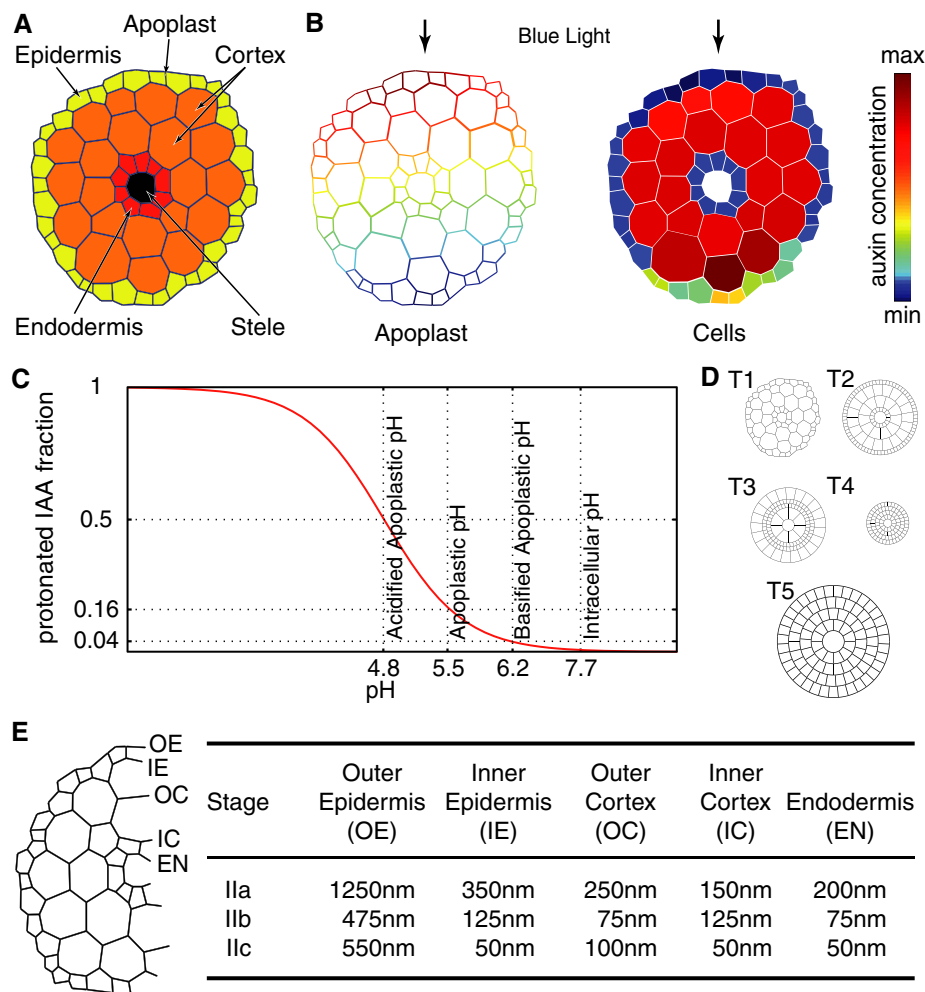 A
Apoplast
Epidermis
Cortex
Endodermis
Stele
B
Blue Light
Apoplast
Cells
max
auxin concentration
min
C
protonated IAA fraction
1
0.5
0.16
0.04
Acidified Apoplastic pH
Apoplastic pH
Basified Apoplastic pH
Intracellular pH
4.8 5.5 6.2 7.7
pH
D
T1 T2
T3 T4
T5
E
OE
IE
OC
IC
EN
Stage Outer Epidermis (OE) Inner Epidermis (IE) Outer Cortex (OC) Inner Cortex (IC) Endodermis (EN)
IIa 1250nm 350nm 250nm 150nm 200nm
IIb 475nm 125nm 75nm 125nm 75nm
IIc 550nm 50nm 100nm 50nm 50nm